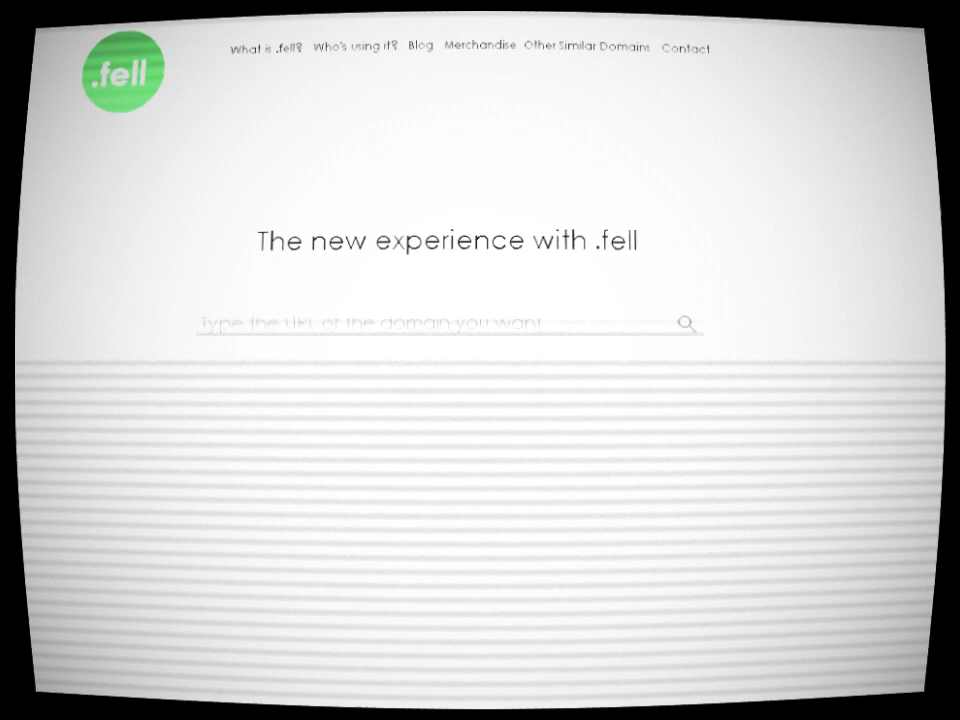 .fell
What is .fell? Who's using it? Blog Merchandise Other Similar Domains Contact
The new experience with .fell
Type the URL of the domain you want